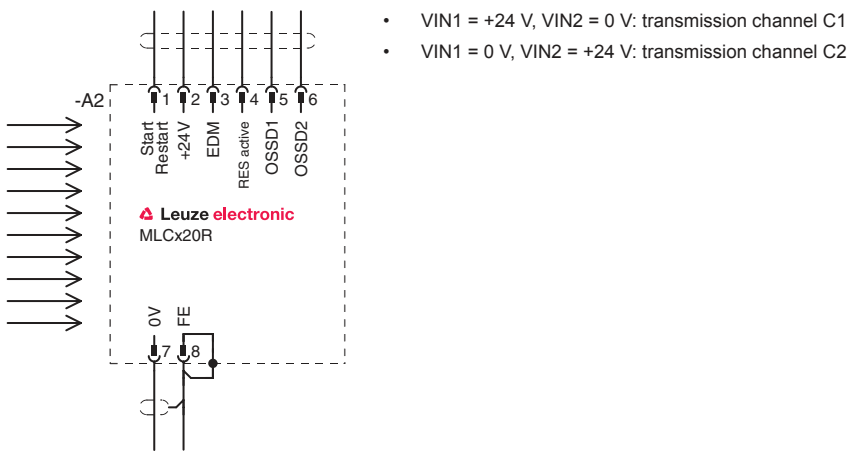 • VIN1 = +24 V, VIN2 = 0 V: transmission channel C1
• VIN1 = 0 V, VIN2 = +24 V: transmission channel C2
-A2
1 2 3 4 5 6
Start
Restart
+24V
EDM
RES active
OSSD1
OSSD2
Leuze electronic
MLCx20R
0V
FE
7 8